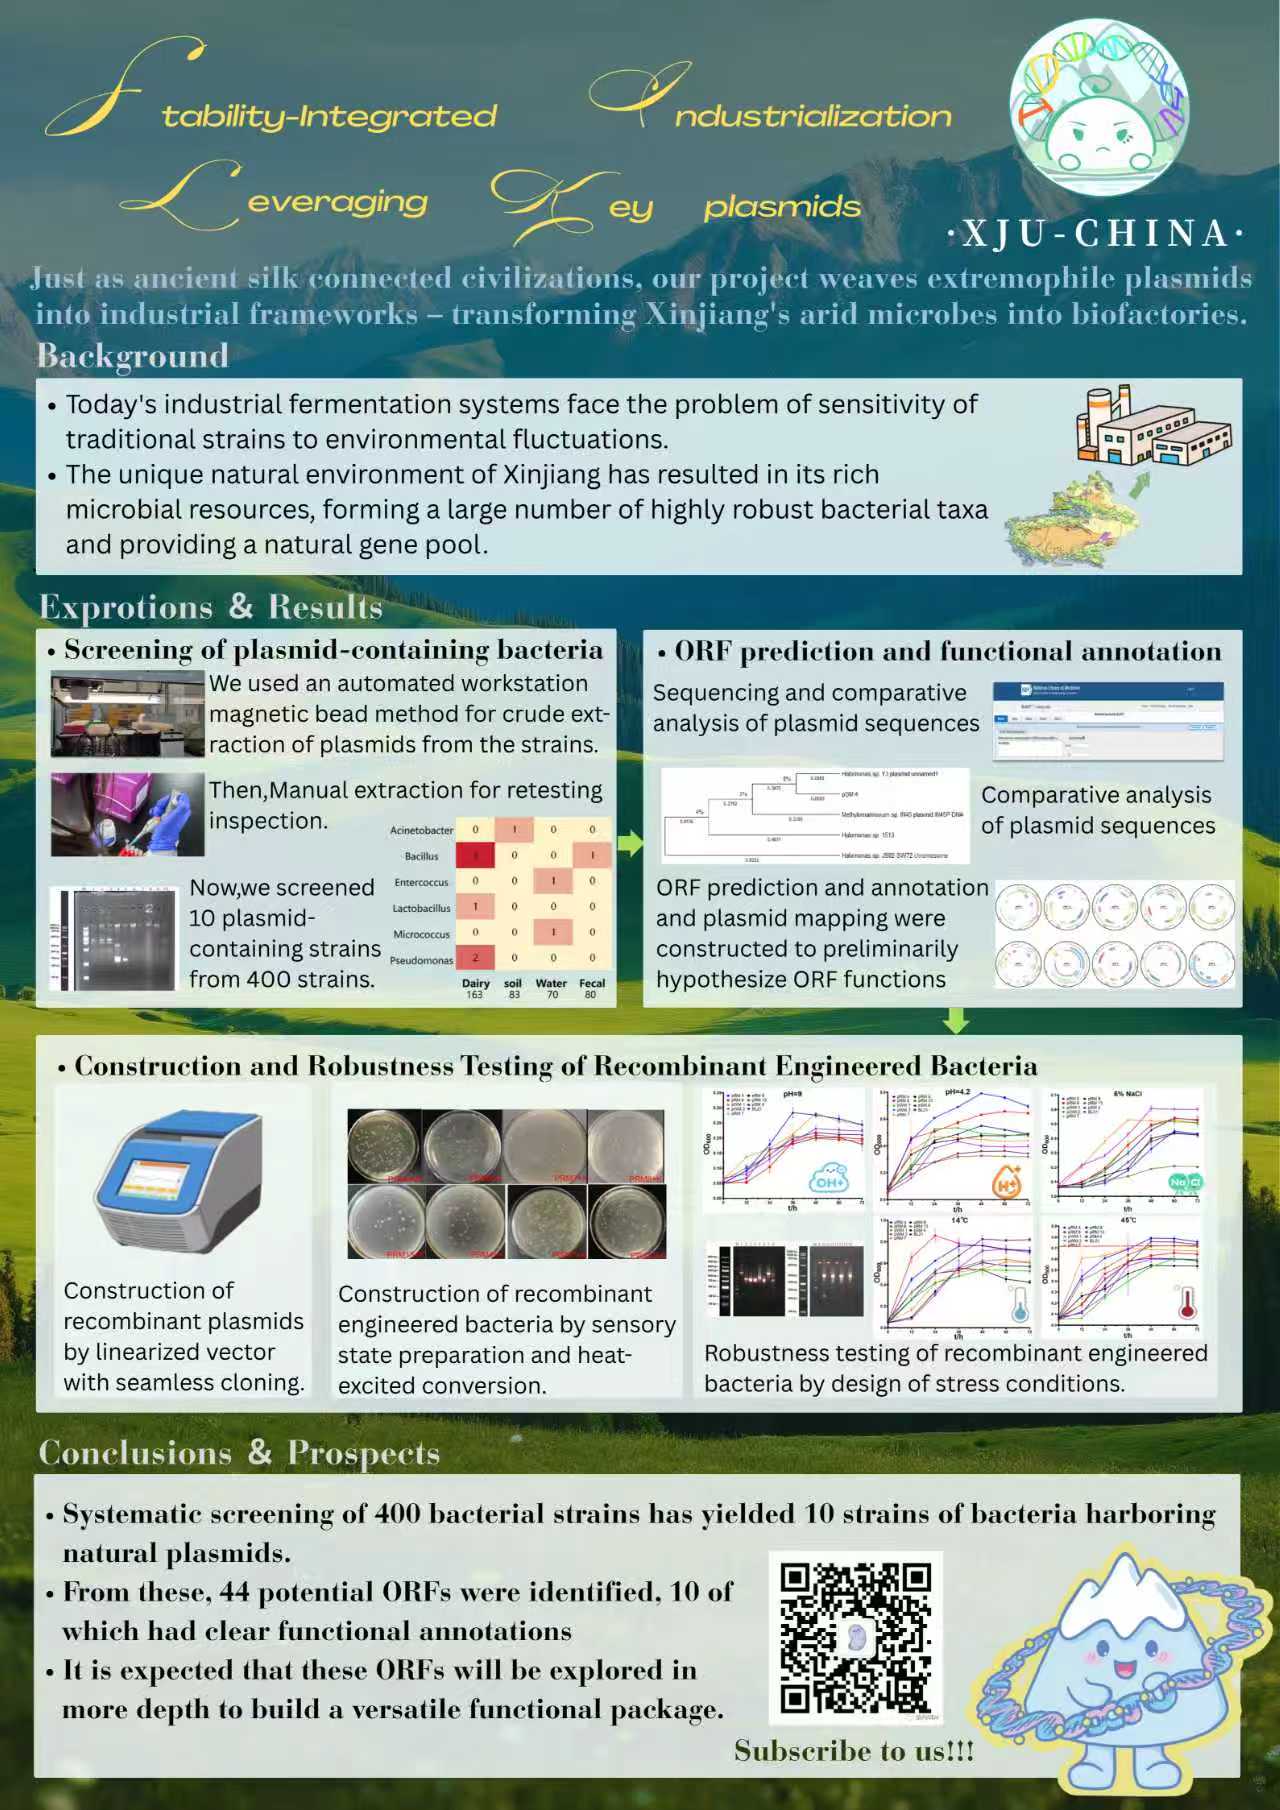 Stability-Integrated Industrialization
Leveraging Key plasmids
·XJU-CHINA·
Just as ancient silk connected civilizations, our project weaves extremophile plasmids
into industrial frameworks – transforming Xinjiang's arid microbes into biofactories.
Background
• Today's industrial fermentation systems face the problem of sensitivity of
traditional strains to environmental fluctuations.
• The unique natural environment of Xinjiang has resulted in its rich
microbial resources, forming a large number of highly robust bacterial taxa
and providing a natural gene pool.
Exprotions & Results
• Screening of plasmid-containing bacteria
We used an automated workstation
magnetic bead method for crude ext-
raction of plasmids from the strains.
Then,Manual extraction for retesting
inspection.
Now,we screened
10 plasmid-
containing strains
from 400 strains.
Acinetobacter 0 1 0 0
Bacillus 0 0 1
Entercoccus 0 0 1 0
Lactobacillus 1 0 0 0
Micrococcus 0 0 1 0
Pseudomonas 2 0 0 0
Dairy soil Water Fecal
163 83 70 80
• ORF prediction and functional annotation
Sequencing and comparative
analysis of plasmid sequences
Comparative analysis
of plasmid sequences
ORF prediction and annotation
and plasmid mapping were
constructed to preliminarily
hypothesize ORF functions
• Construction and Robustness Testing of Recombinant Engineered Bacteria
Construction of
recombinant plasmids
by linearized vector
with seamless cloning.
Construction of recombinant
engineered bacteria by sensory
state preparation and heat-
excited conversion.
pH=9
OD600
t/h
OH-
pH=4.2
OD600
t/h
H+
6% NaCl
OD600
t/h
Na Cl
14℃
OD600
t/h
45℃
OD600
t/h
Robustness testing of recombinant engineered
bacteria by design of stress conditions.
Conclusions & Prospects
• Systematic screening of 400 bacterial strains has yielded 10 strains of bacteria harboring
natural plasmids.
• From these, 44 potential ORFs were identified, 10 of
which had clear functional annotations
• It is expected that these ORFs will be explored in
more depth to build a versatile functional package.
Subscribe to us!!!